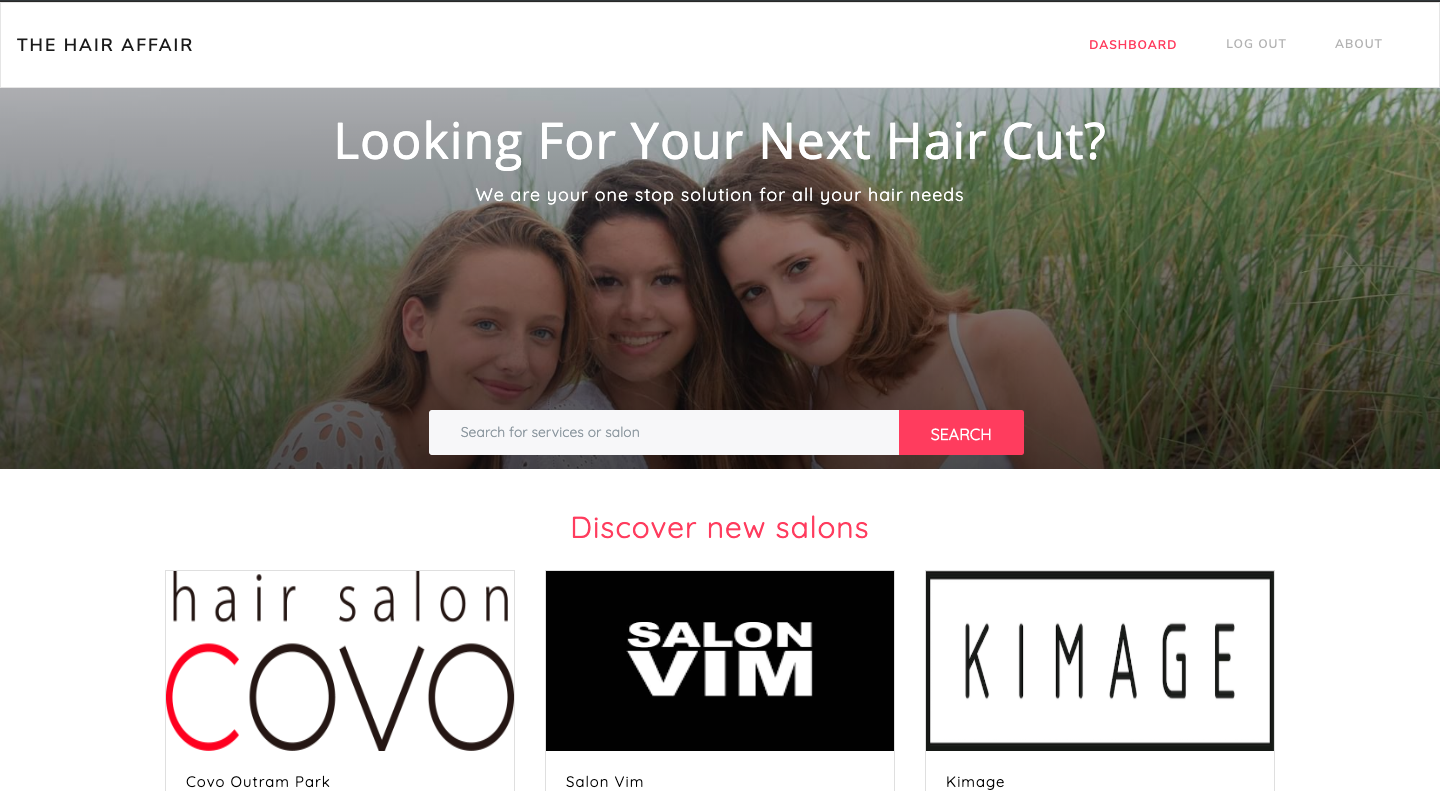 THE HAIR AFFAIR
DASHBOARD LOG OUT ABOUT
Looking For Your Next Hair Cut?
We are your one stop solution for all your hair needs
Search for services or salon SEARCH
Discover new salons
hair salon
COVO
SALON
VIM
KIMAGE
Covo Outram Park
Salon Vim
Kimage